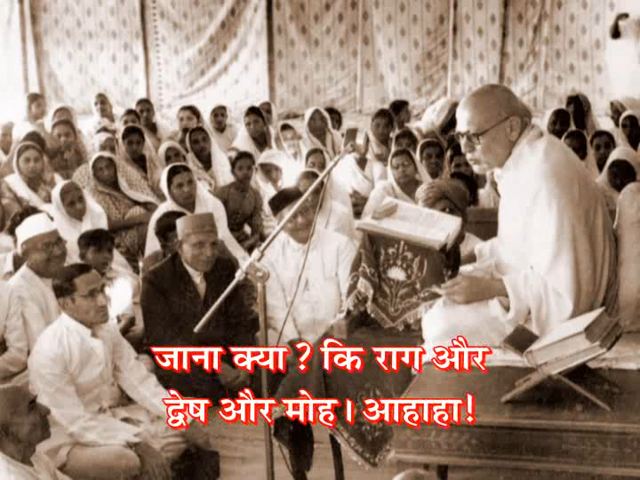 जाना क्या ? कि राग और
द्वेष और मोह । आहाहा!